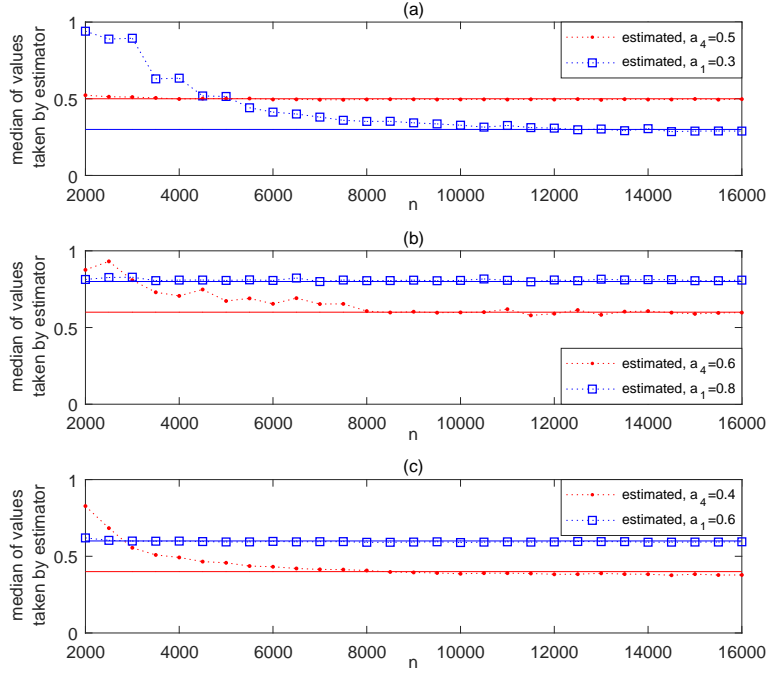 (a)
1
0.5
0
median of values
taken by estimator
estimated, a4=0.5
estimated, a1=0.3
2000 4000 6000 8000 10000 12000 14000 16000
n
(b)
1
0.5
0
median of values
taken by estimator
estimated, a4=0.6
estimated, a1=0.8
2000 4000 6000 8000 10000 12000 14000 16000
n
(c)
1
0.5
0
median of values
taken by estimator
estimated, a4=0.4
estimated, a1=0.6
2000 4000 6000 8000 10000 12000 14000 16000
n